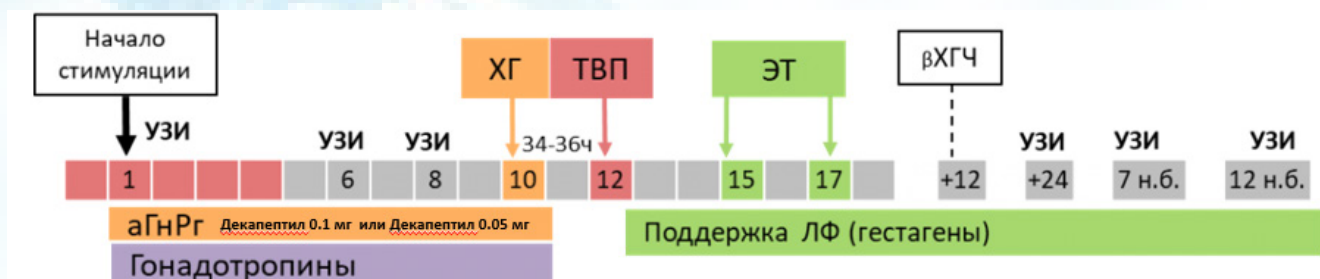 Начало
стимуляции
ХГ
ТВП
ЭТ
βХГЧ
УЗИ
УЗИ
УЗИ
34-36ч
УЗИ
УЗИ
УЗИ
1
6
8
10
12
15
17
+12
+24
7 н.б.
12 н.б.
аГнРг Декапептил 0.1 мг или Декапептил 0.05 мг
Поддержка ЛФ (гестагены)
Гонадотропины